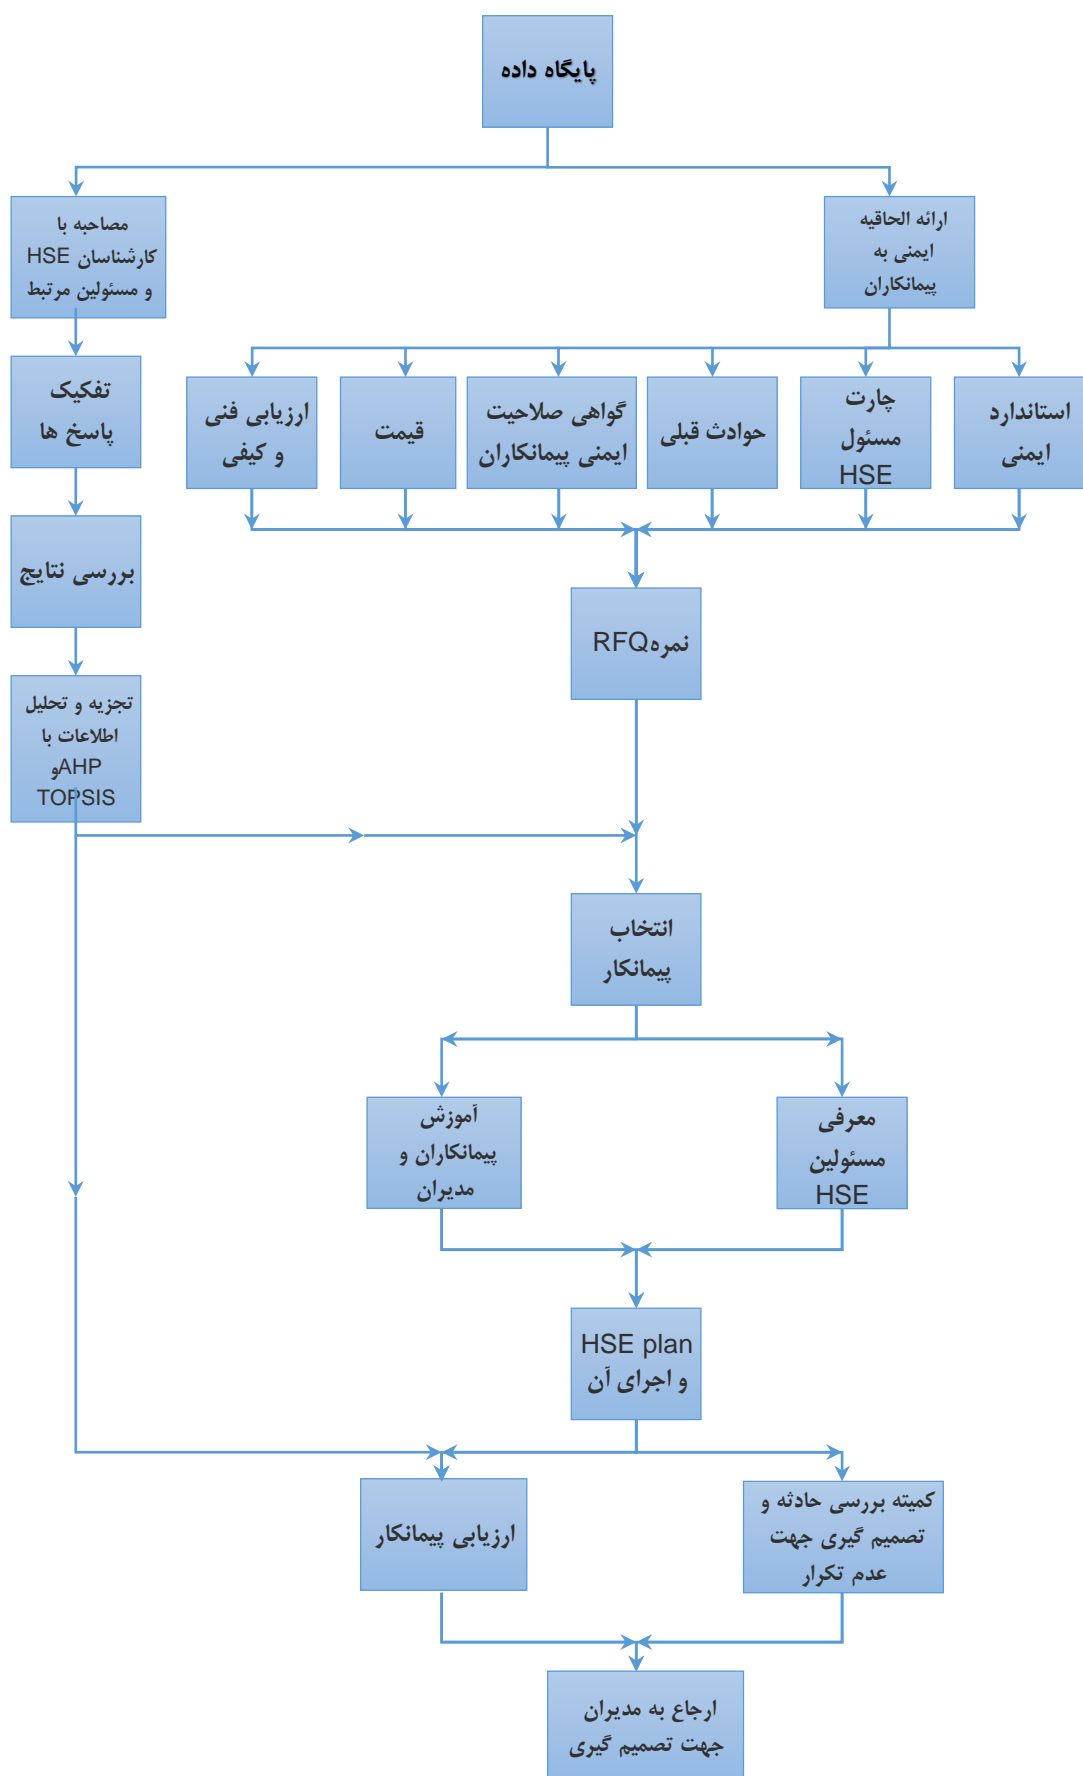 پایگاه داده
مصاحبه با
کارشناسان HSE
و مسئولین مرتبط
ارائه الحاقیه
ایمنی به
پیمانکاران
تفکیک
پاسخ ها
ارزیابی فنی
و کیفی
قیمت
گواهی صلاحیت
ایمنی پیمانکاران
حوادث قبلی
چارت
مسئول
HSE
استاندارد
ایمنی
بررسی نتایج
نمرهRFQ
تجزیه و تحلیل
اطلاعات با
AHPو
TOPSIS
انتخاب
پیمانکار
آموزش
پیمانکاران و
مدیران
معرفی
مسئولین
HSE
HSE plan
و اجرای آن
ارزیابی پیمانکار
کمیته بررسی حادثه و
تصمیم گیری جهت
عدم تکرار
ارجاع به مدیران
جهت تصمیم گیری